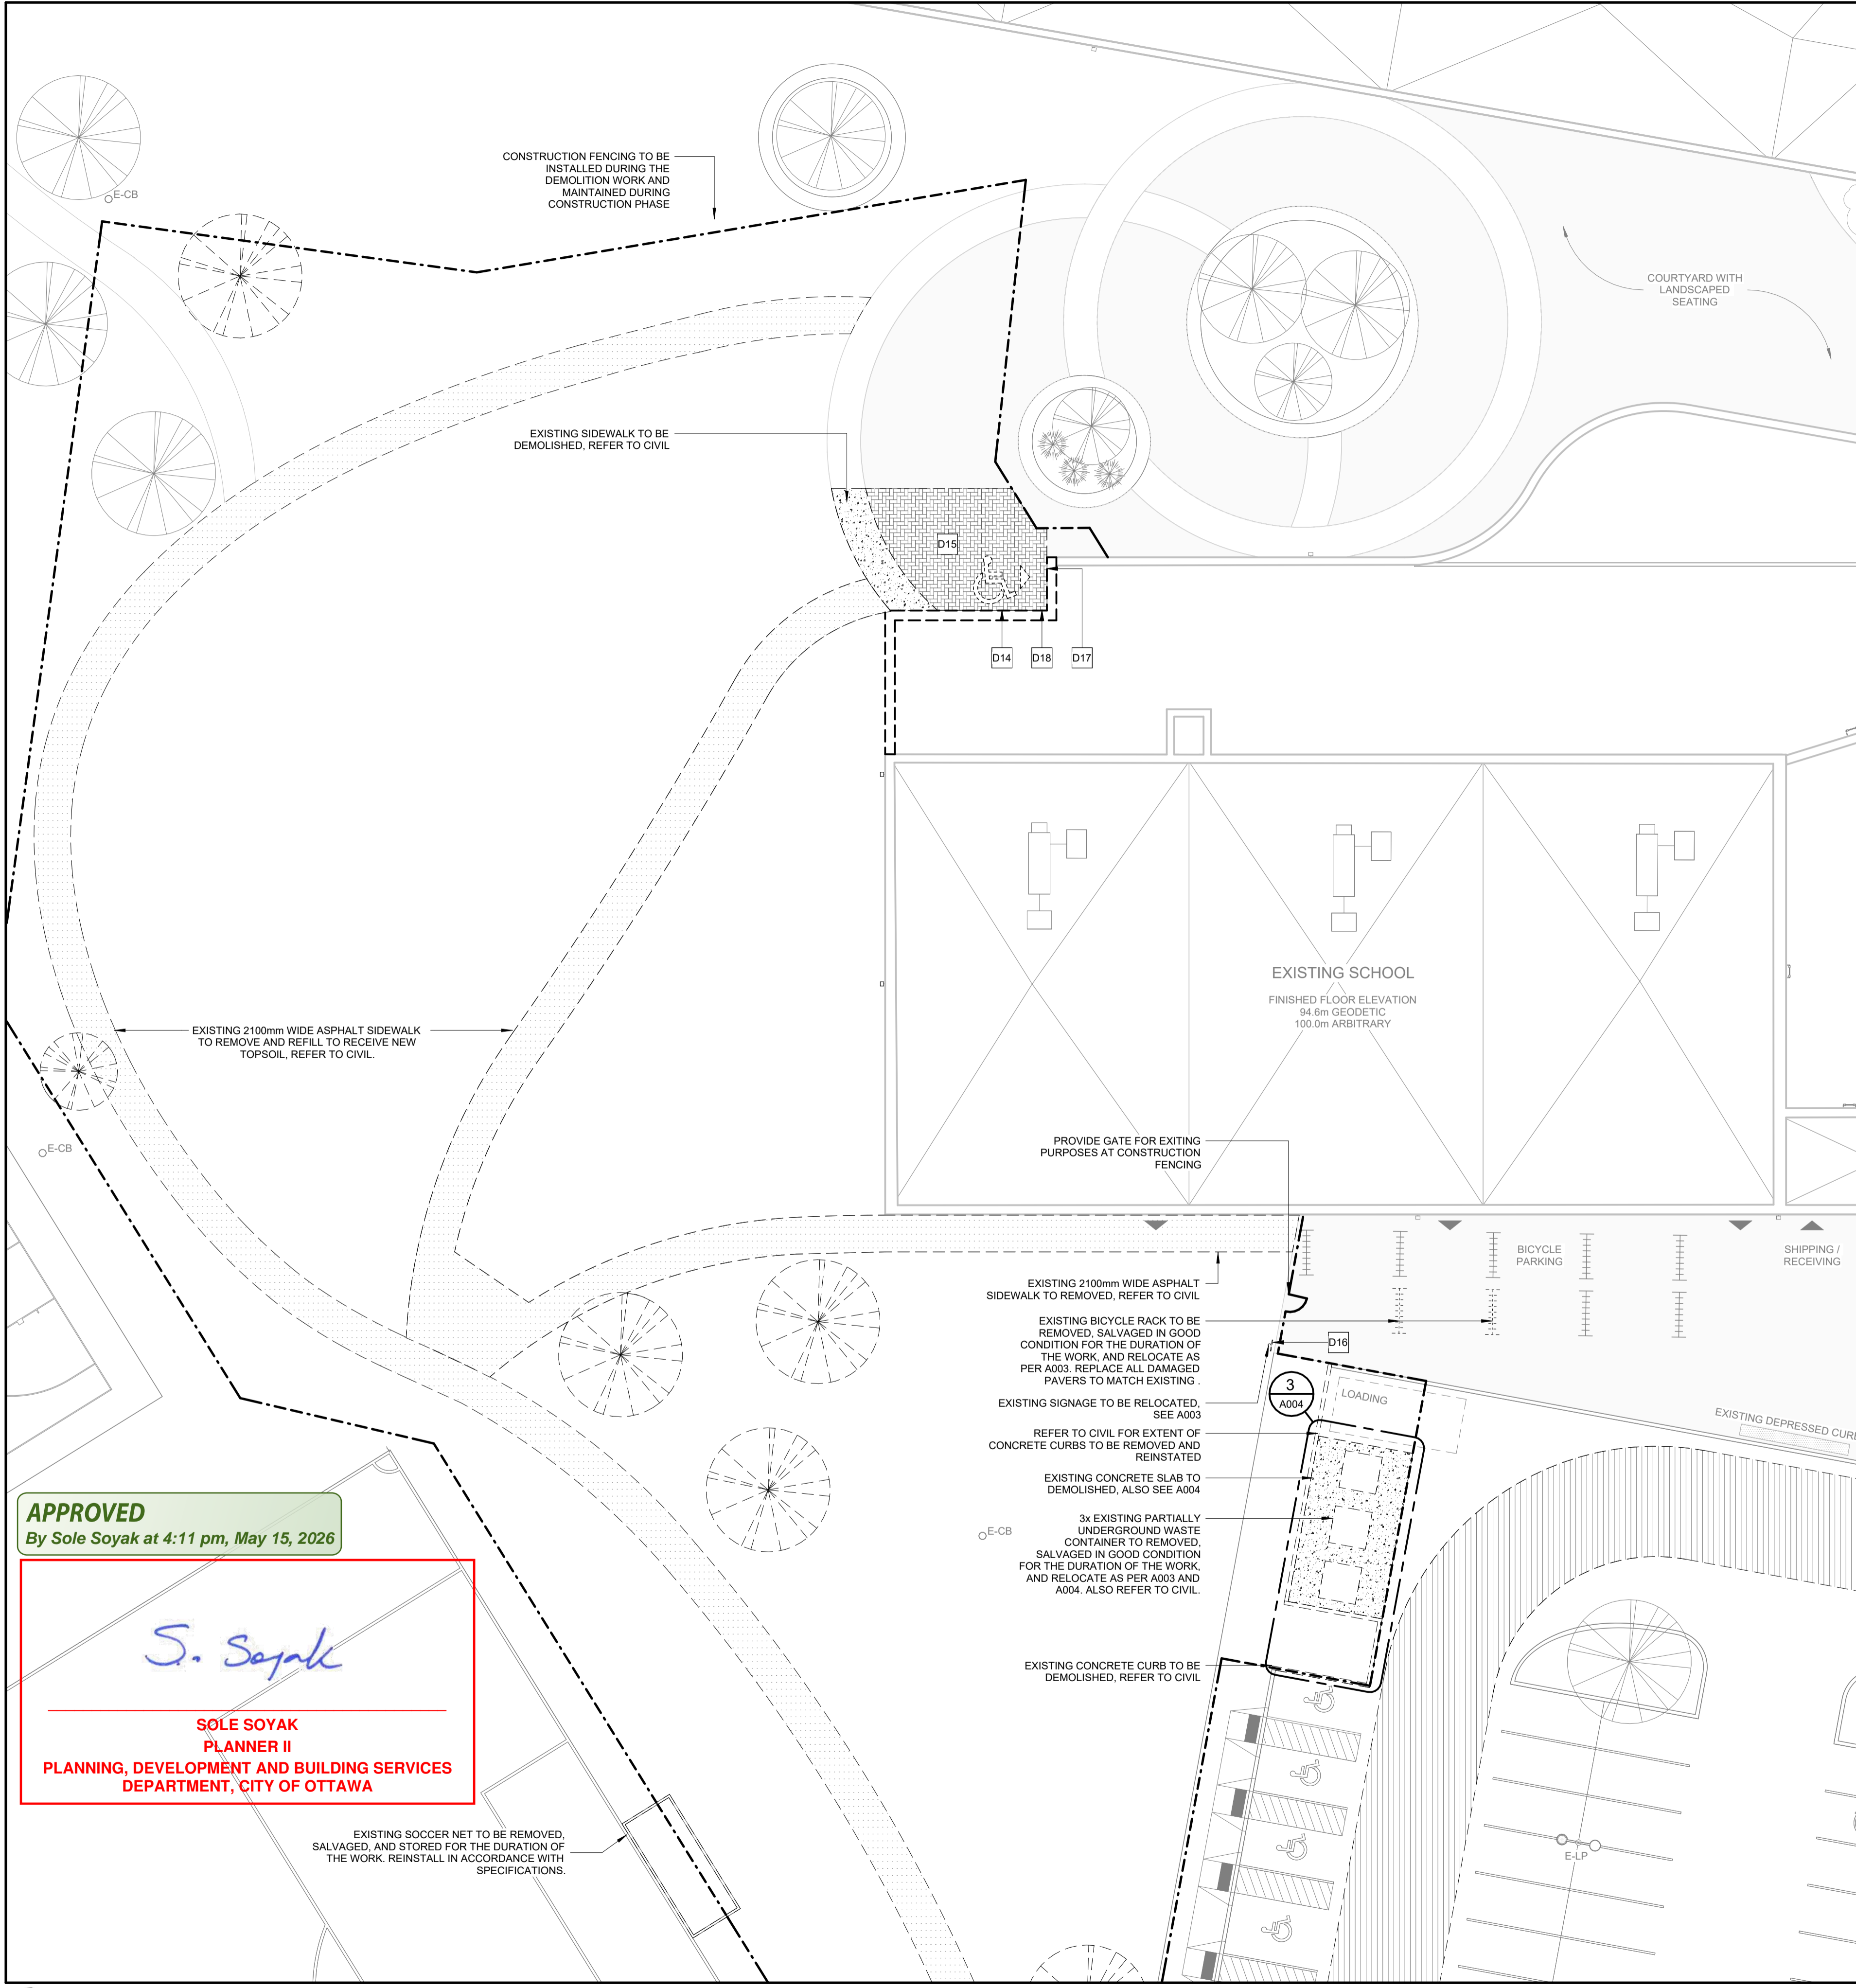 CONSTRUCTION FENCING TO BE
INSTALLED DURING THE
DEMOLITION WORK AND
MAINTAINED DURING
CONSTRUCTION PHASE
E-CB
COURTYARD WITH
LANDSCAPED
SEATING
EXISTING SIDEWALK TO BE
DEMOLISHED, REFER TO CIVIL
D15
D14
D18
D17
EXISTING SCHOOL
FINISHED FLOOR ELEVATION
94.6m GEODETIC
100.0m ARBITRARY
EXISTING 2100mm WIDE ASPHALT SIDEWALK
TO REMOVE AND REFILL TO RECEIVE NEW
TOPSOIL, REFER TO CIVIL.
E-CB
PROVIDE GATE FOR EXITING
PURPOSES AT CONSTRUCTION
FENCING
BICYCLE
PARKING
SHIPPING /
RECEIVING
EXISTING 2100mm WIDE ASPHALT
SIDEWALK TO REMOVED, REFER TO CIVIL
EXISTING BICYCLE RACK TO BE
REMOVED, SALVAGED IN GOOD
CONDITION FOR THE DURATION OF
THE WORK, AND RELOCATE AS
PER A003. REPLACE ALL DAMAGED
PAVERS TO MATCH EXISTING .
D16
3
A004
LOADING
EXISTING SIGNAGE TO BE RELOCATED,
SEE A003
EXISTING DEPRESSED CURB
REFER TO CIVIL FOR EXTENT OF
CONCRETE CURBS TO BE REMOVED AND
REINSTATED
EXISTING CONCRETE SLAB TO
DEMOLISHED, ALSO SEE A004
3x EXISTING PARTIALLY
UNDERGROUND WASTE
CONTAINER TO REMOVED,
SALVAGED IN GOOD CONDITION
FOR THE DURATION OF THE WORK,
AND RELOCATE AS PER A003 AND
A004. ALSO REFER TO CIVIL.
E-CB
EXISTING CONCRETE CURB TO BE
DEMOLISHED, REFER TO CIVIL
APPROVED
By Sole Soyak at 4:11 pm, May 15, 2026
S. Soyak
SOLE SOYAK
PLANNER II
PLANNING, DEVELOPMENT AND BUILDING SERVICES
DEPARTMENT, CITY OF OTTAWA
E-LP
EXISTING SOCCER NET TO BE REMOVED,
SALVAGED, AND STORED FOR THE DURATION OF
THE WORK. REINSTALL IN ACCORDANCE WITH
SPECIFICATIONS.